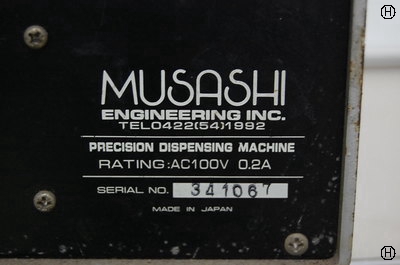 MUSASHI
ENGINEERING INC.
TEL0422(54)1992
PRECISION DISPENSING MACHINE
RATING:AC100V 0.2A
SERIAL NO. 341067
MADE IN JAPAN
H
H